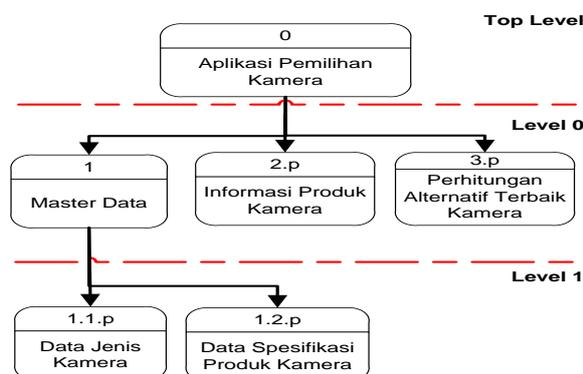 Top Level
0
Aplikasi Pemilihan
Kamera
Level 0
1
Master Data
2.p
Informasi Produk
Kamera
3.p
Perhitungan
Alternatif Terbaik
Kamera
Level 1
1.1.p
Data Jenis
Kamera
1.2.p
Data Spesifikasi
Produk Kamera